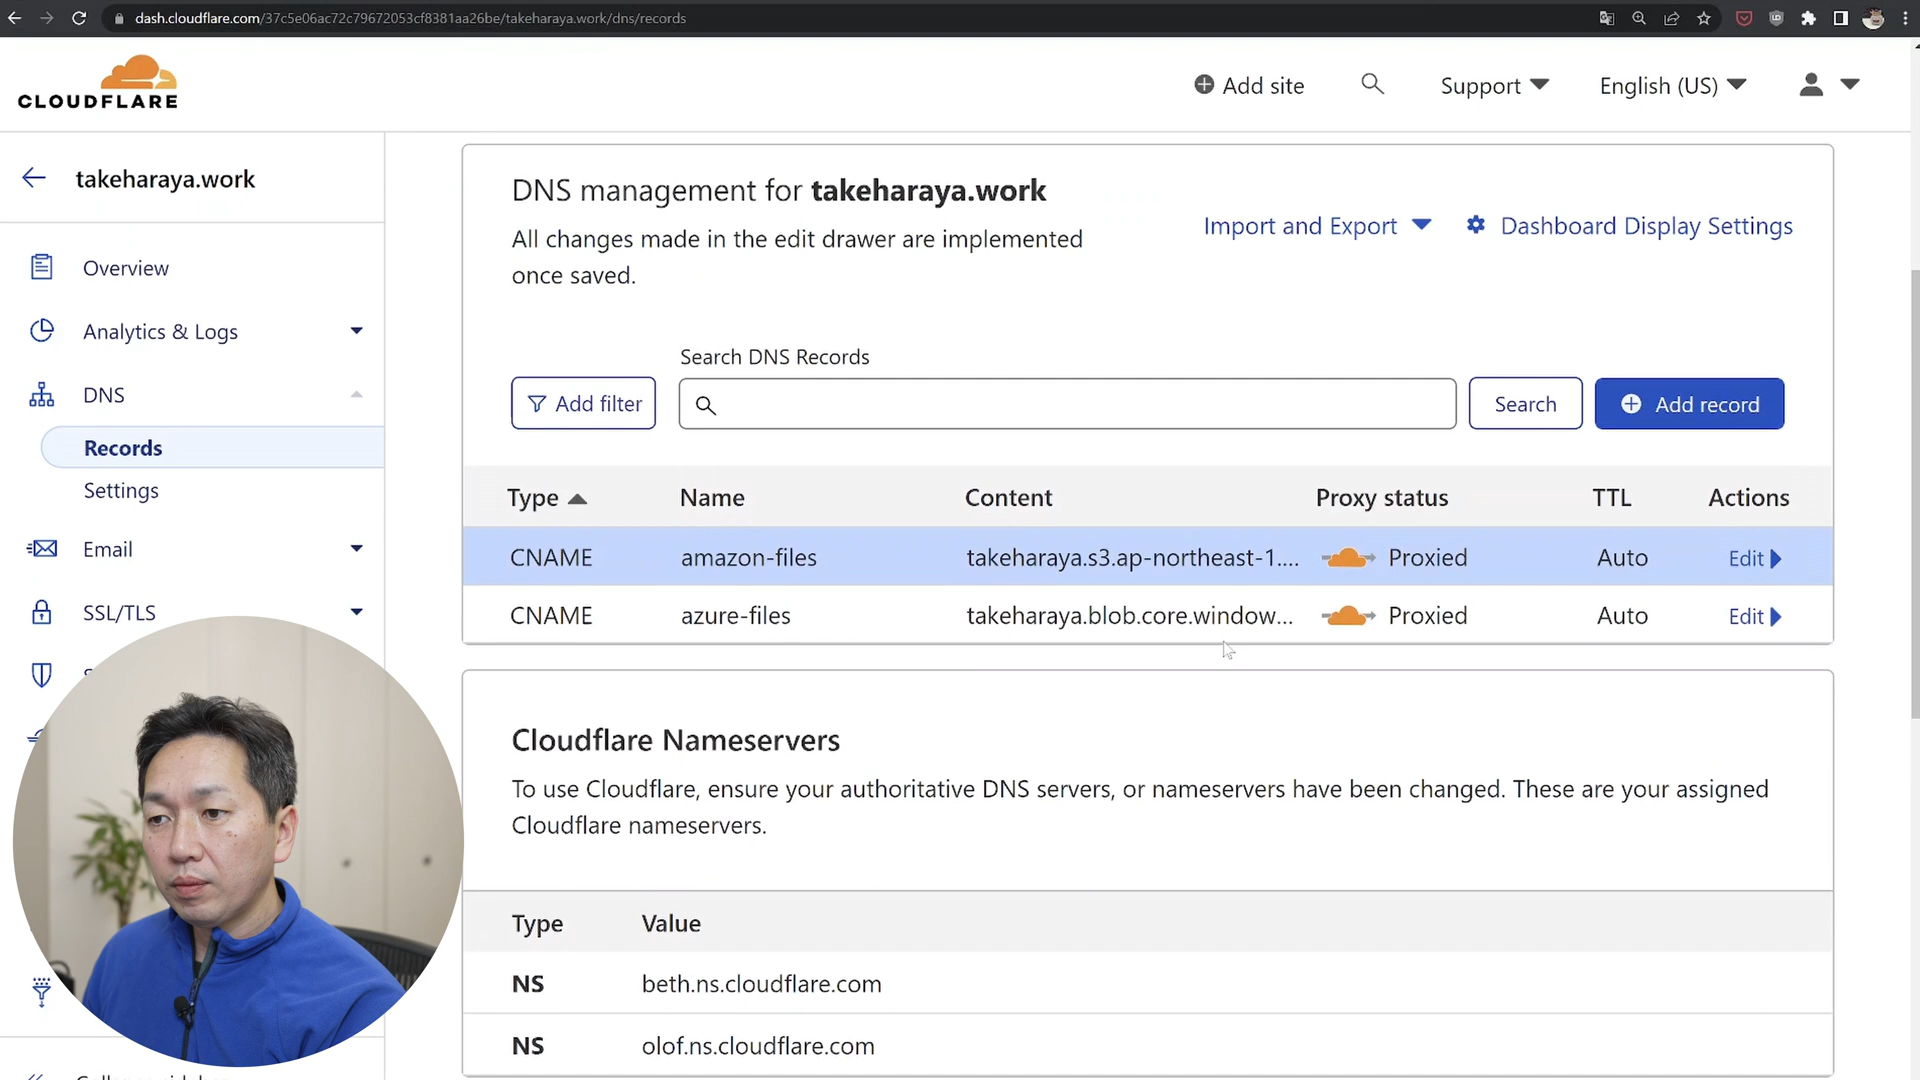 dash.cloudflare.com/37c5e06ac72c79672053cf8381aa26be/takeharaya.work/dns/records
CLOUDFLARE
Add site
Support
English (US)
takeharaya.work
Overview
Analytics & Logs
DNS
Records
Settings
Email
SSL/TLS
DNS management for takeharaya.work
All changes made in the edit drawer are implemented
once saved.
Import and Export
Dashboard Display Settings
Search DNS Records
Add filter
Search
Add record
Type Name Content Proxy status TTL Actions
CNAME amazon-files takeharaya.s3.ap-northeast-1.... Proxied Auto Edit
CNAME azure-files takeharaya.blob.core.window... Proxied Auto Edit
Cloudflare Nameservers
To use Cloudflare, ensure your authoritative DNS servers, or nameservers have been changed. These are your assigned
Cloudflare nameservers.
Type Value
NS beth.ns.cloudflare.com
NS olof.ns.cloudflare.com